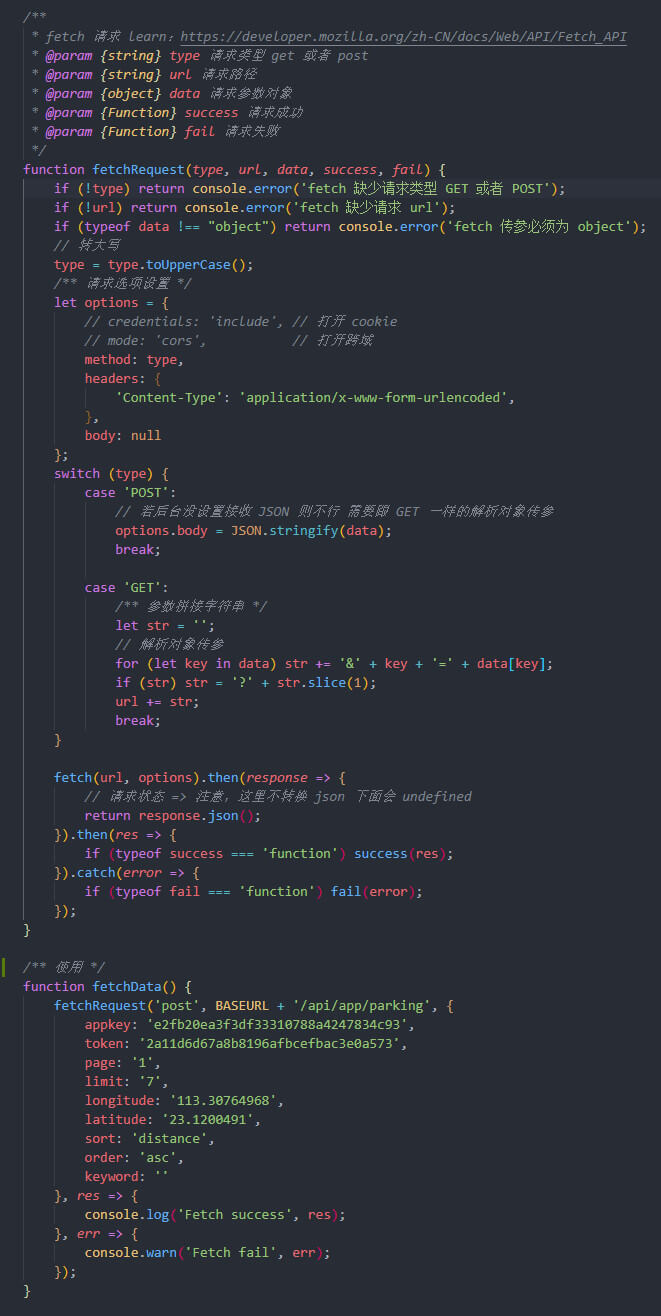 /**
 * fetch 请求 learn：https://developer.mozilla.org/zh-CN/docs/Web/API/Fetch_API
 * @param {string} type 请求类型 get 或者 post
 * @param {string} url 请求路径
 * @param {object} data 请求参数对象
 * @param {Function} success 请求成功
 * @param {Function} fail 请求失败
 */
function fetchRequest(type, url, data, success, fail) {
    if (!type) return console.error('fetch 缺少请求类型 GET 或者 POST');
    if (!url) return console.error('fetch 缺少请求 url');
    if (typeof data !== "object") return console.error('fetch 传参必须为 object');
    // 转大写
    type = type.toUpperCase();
    /** 请求选项设置 */
    let options = {
        // credentials: 'include', // 打开 cookie
        // mode: 'cors',           // 打开跨域
        method: type,
        headers: {
            'Content-Type': 'application/x-www-form-urlencoded',
        },
        body: null
    };
    switch (type) {
        case 'POST':
            // 若后台没设置接收 JSON 则不行 需要跟 GET 一样的解析对象传参
            options.body = JSON.stringify(data);
            break;

        case 'GET':
            /** 参数拼接字符串 */
            let str = '';
            // 解析对象传参
            for (let key in data) str += '&' + key + '=' + data[key];
            if (str) str = '?' + str.slice(1);
            url += str;
            break;
    }

    fetch(url, options).then(response => {
        // 请求状态 => 注意，这里不转换 json 下面会 undefined
        return response.json();
    }).then(res => {
        if (typeof success === 'function') success(res);
    }).catch(error => {
        if (typeof fail === 'function') fail(error);
    });
}

/** 使用 */
function fetchData() {
    fetchRequest('post', BASEURL + '/api/app/parking', {
        appkey: 'e2fb20ea3f3df33310788a4247834c93',
        token: '2a11d6d67a8b8196afbcefbac3e0a573',
        page: '1',
        limit: '7',
        longitude: '113.30764968',
        latitude: '23.1200491',
        sort: 'distance',
        order: 'asc',
        keyword: ''
    }, res => {
        console.log('Fetch success', res);
    }, err => {
        console.warn('Fetch fail', err);
    });
}